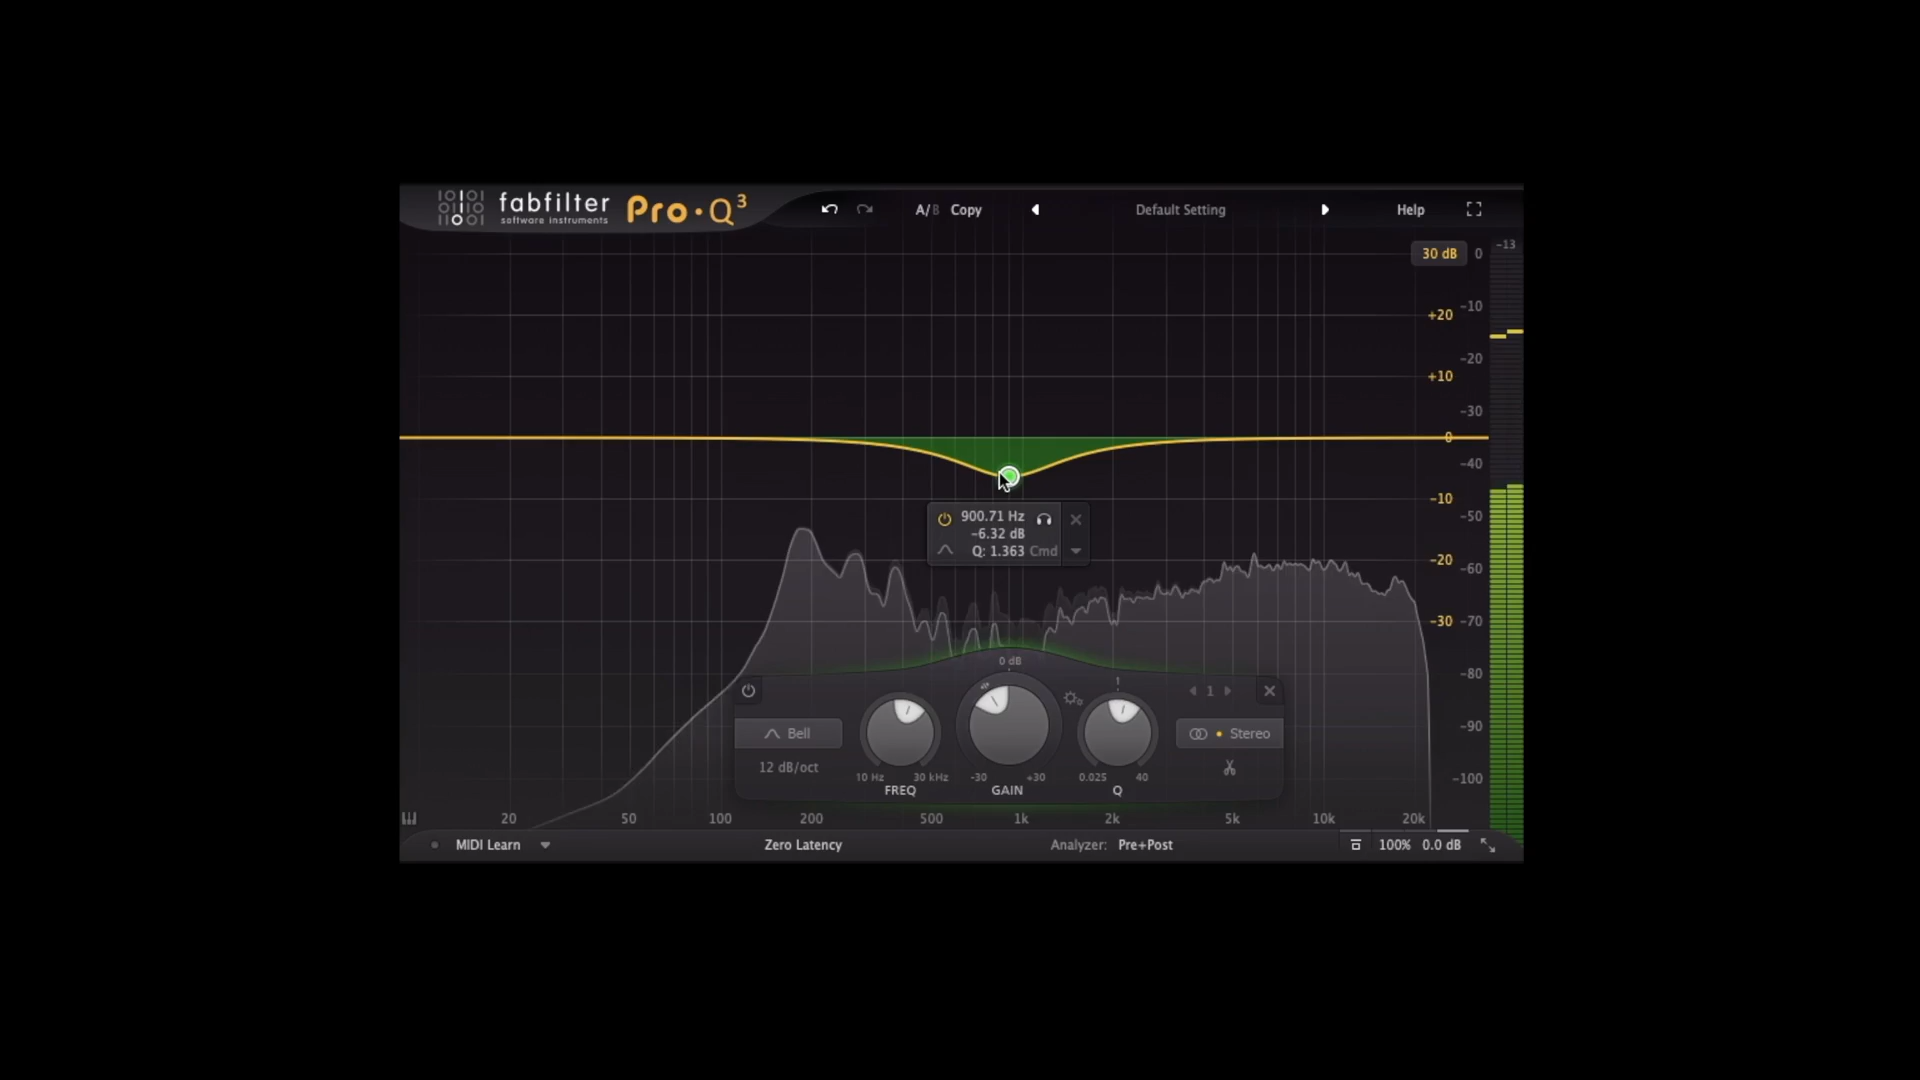 fabfilter
software instruments
Pro·Q3
A/B Copy
Default Setting
Help
30 dB
0
-13
-10
+20
-20
+10
-30
0
-40
-10
-50
900.71 Hz
-6.32 dB
Q: 1.363 Cmd
-20
-60
-30
-70
0 dB
-80
1
Bell
Stereo
-90
12 dB/oct
10 Hz
30 kHz
FREQ
-30
+30
GAIN
0.025
40
Q
-100
20
50
100
200
500
1k
2k
5k
10k
20k
MIDI Learn
Zero Latency
Analyzer: Pre+Post
100%
0.0 dB